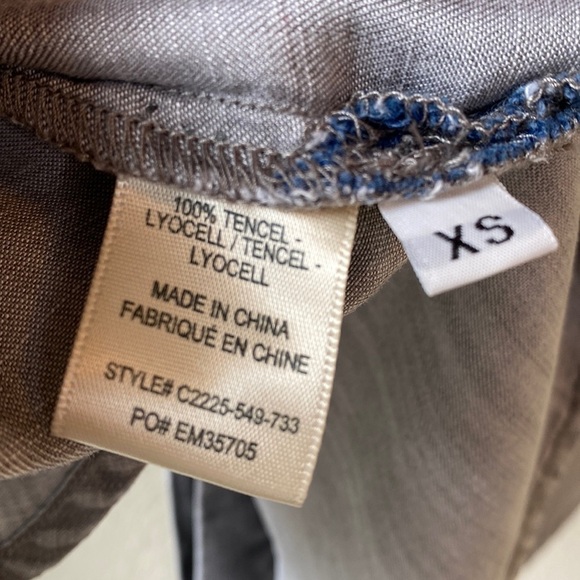 100% TENCEL -
LYOCELL / TENCEL -
LYOCELL
MADE IN CHINA
FABRIQUÉ EN CHINE
STYLE# C2225-549-733
PO# EM35705
XS